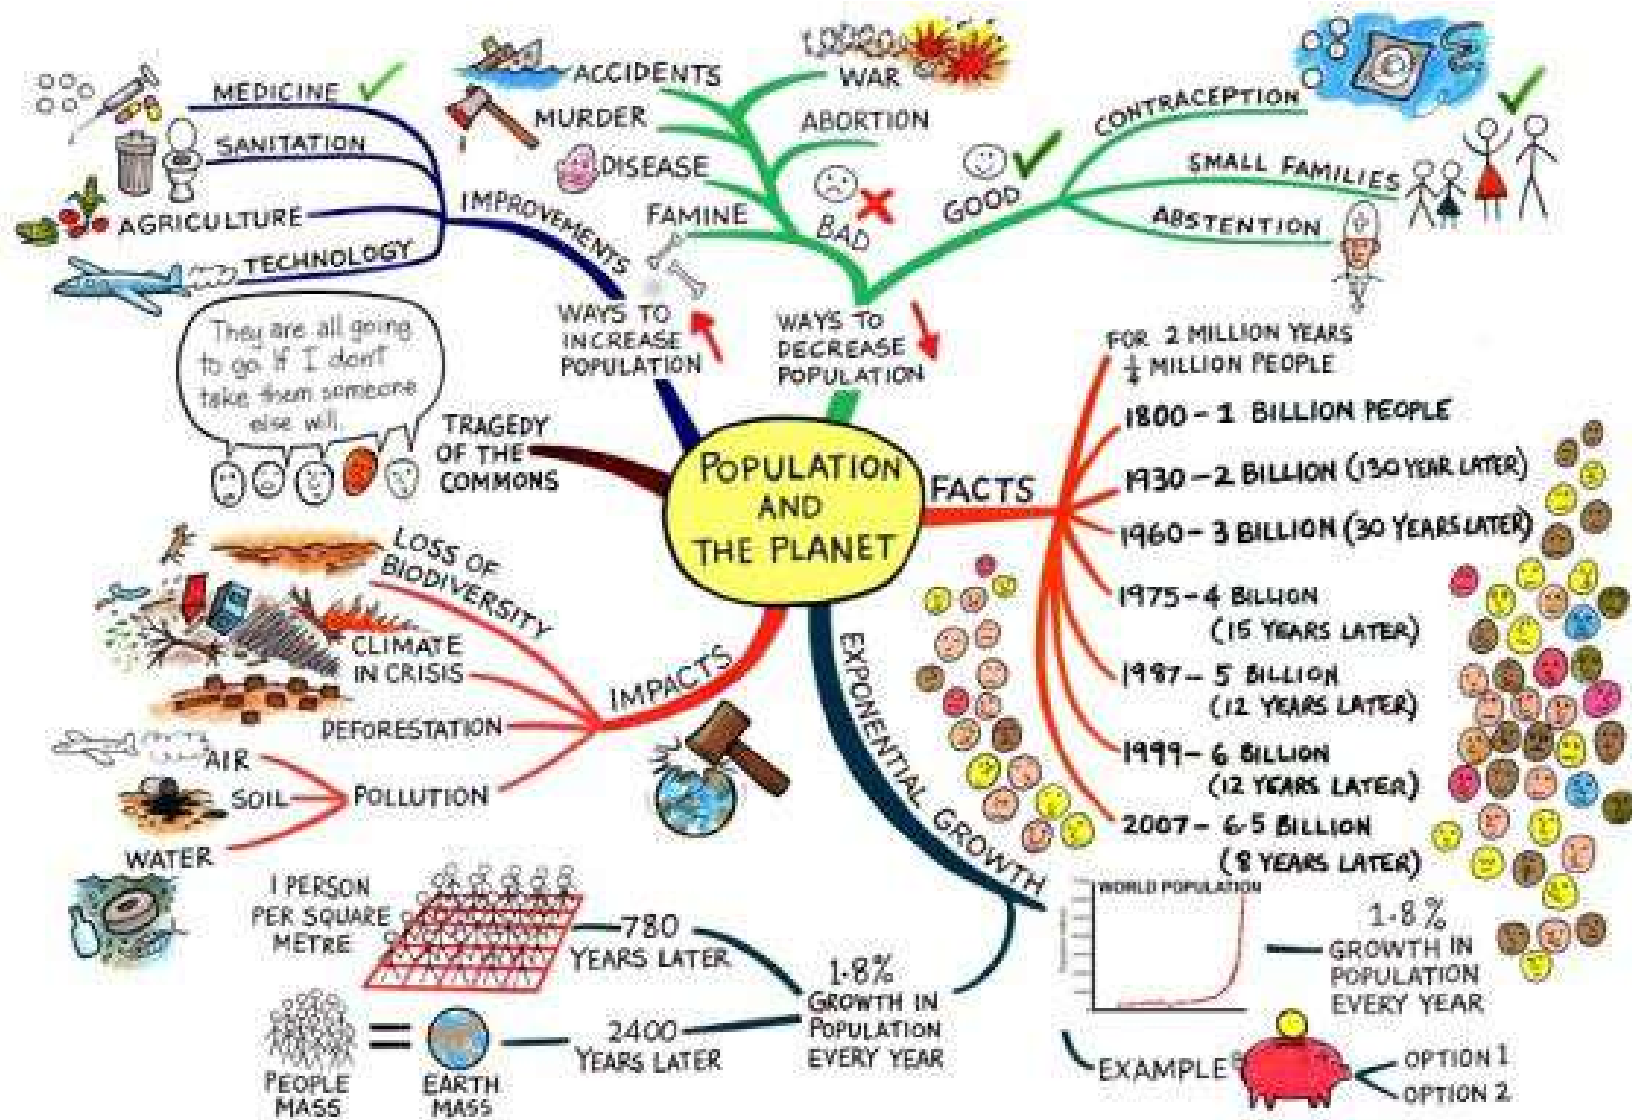 POPULATION
AND
THE PLANET
WAYS TO
INCREASE
POPULATION
IMPROVEMENTS
MEDICINE
SANITATION
AGRICULTURE
TECHNOLOGY
WAYS TO
DECREASE
POPULATION
BAD
ACCIDENTS
MURDER
DISEASE
FAMINE
WAR
ABORTION
GOOD
CONTRACEPTION
SMALL FAMILIES
ABSTENTION
FACTS
FOR 2 MILLION YEARS
1/4 MILLION PEOPLE
1800 - 1 BILLION PEOPLE
1930 - 2 BILLION (130 YEAR LATER)
1960 - 3 BILLION (30 YEARS LATER)
1975 - 4 BILLION
(15 YEARS LATER)
1987 - 5 BILLION
(12 YEARS LATER)
1999 - 6 BILLION
(12 YEARS LATER)
2007 - 6.5 BILLION
(8 YEARS LATER)
EXPONENTIAL GROWTH
WORLD POPULATION
1.8%
GROWTH IN
POPULATION
EVERY YEAR
EXAMPLE
OPTION 1
OPTION 2
1.8%
GROWTH IN
POPULATION
EVERY YEAR
780
YEARS LATER
1 PERSON
PER SQUARE
METRE
2400
YEARS LATER
PEOPLE
MASS
=
EARTH
MASS
IMPACTS
LOSS OF
BIODIVERSITY
CLIMATE
IN CRISIS
DEFORESTATION
POLLUTION
AIR
SOIL
WATER
TRAGEDY
OF THE
COMMONS
They are all going
to go. If I don't
take them someone
else will.